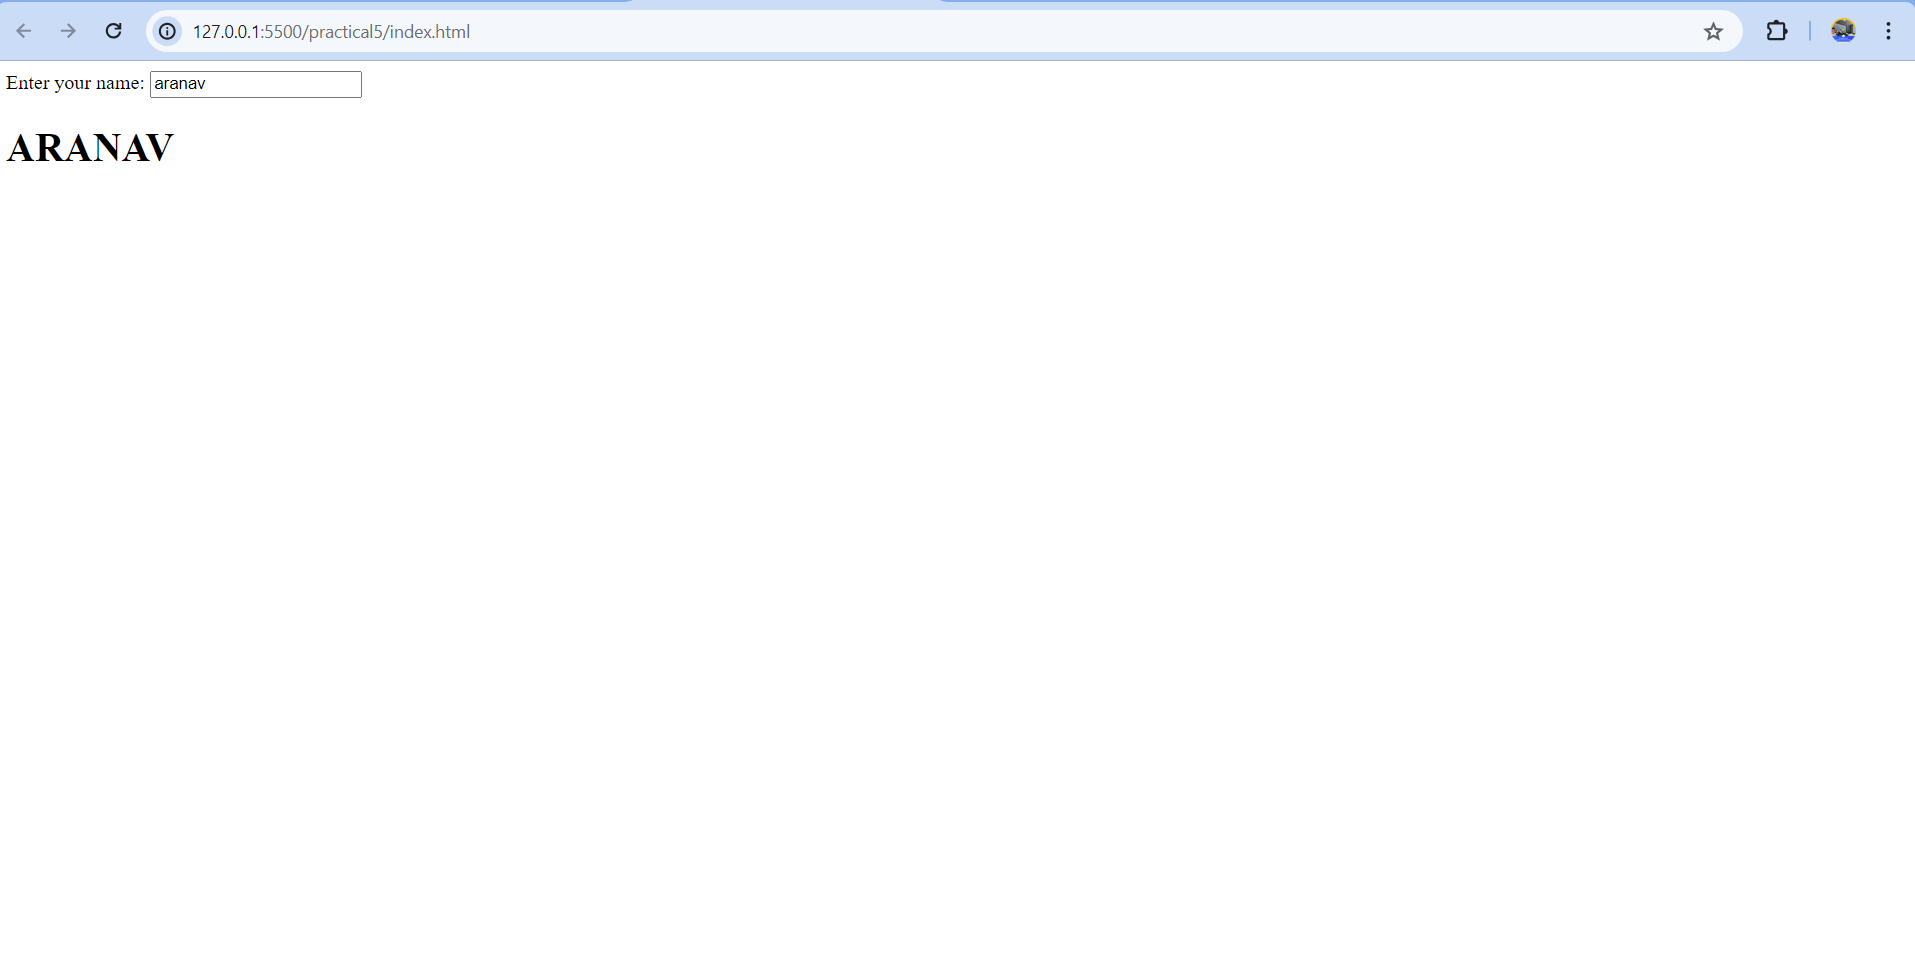 127.0.0.1:5500/practical5/index.html
Enter your name: aranav
ARANAV